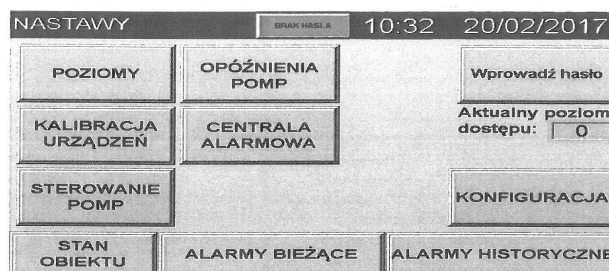 NASTAWY BRAK HASŁA 10:32 20/02/2017
POZIOMY
OPÓŹNIENIA
POMP
Wprowadź hasło
KALIBRACJA
URZĄDZEŃ
CENTRALA
ALARMOWA
Aktualny poziom
dostępu: 0
STEROWANIE
POMP
KONFIGURACJA
STAN
OBIEKTU
ALARMY BIEŻĄCE
ALARMY HISTORYCZNE